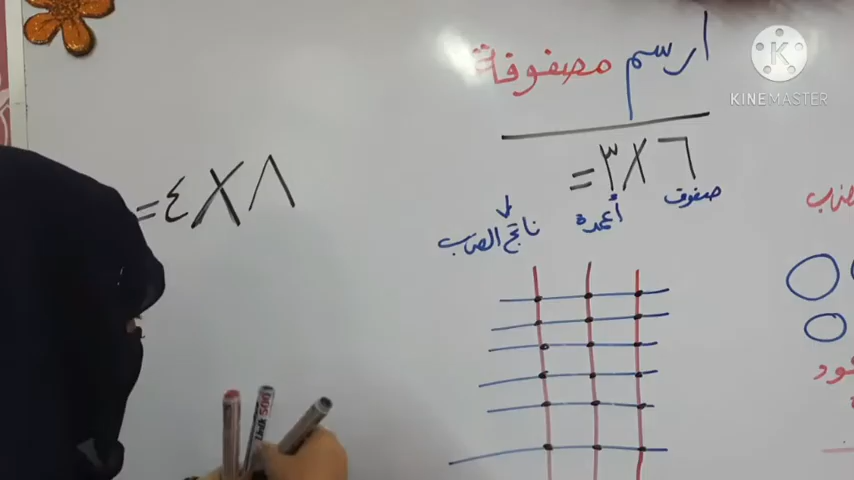 ارسم مصفوفة
٦ × ٣ =
صفوف أعمدة
ناتج الضرب
٨ × ٤ =
KINEMASTER